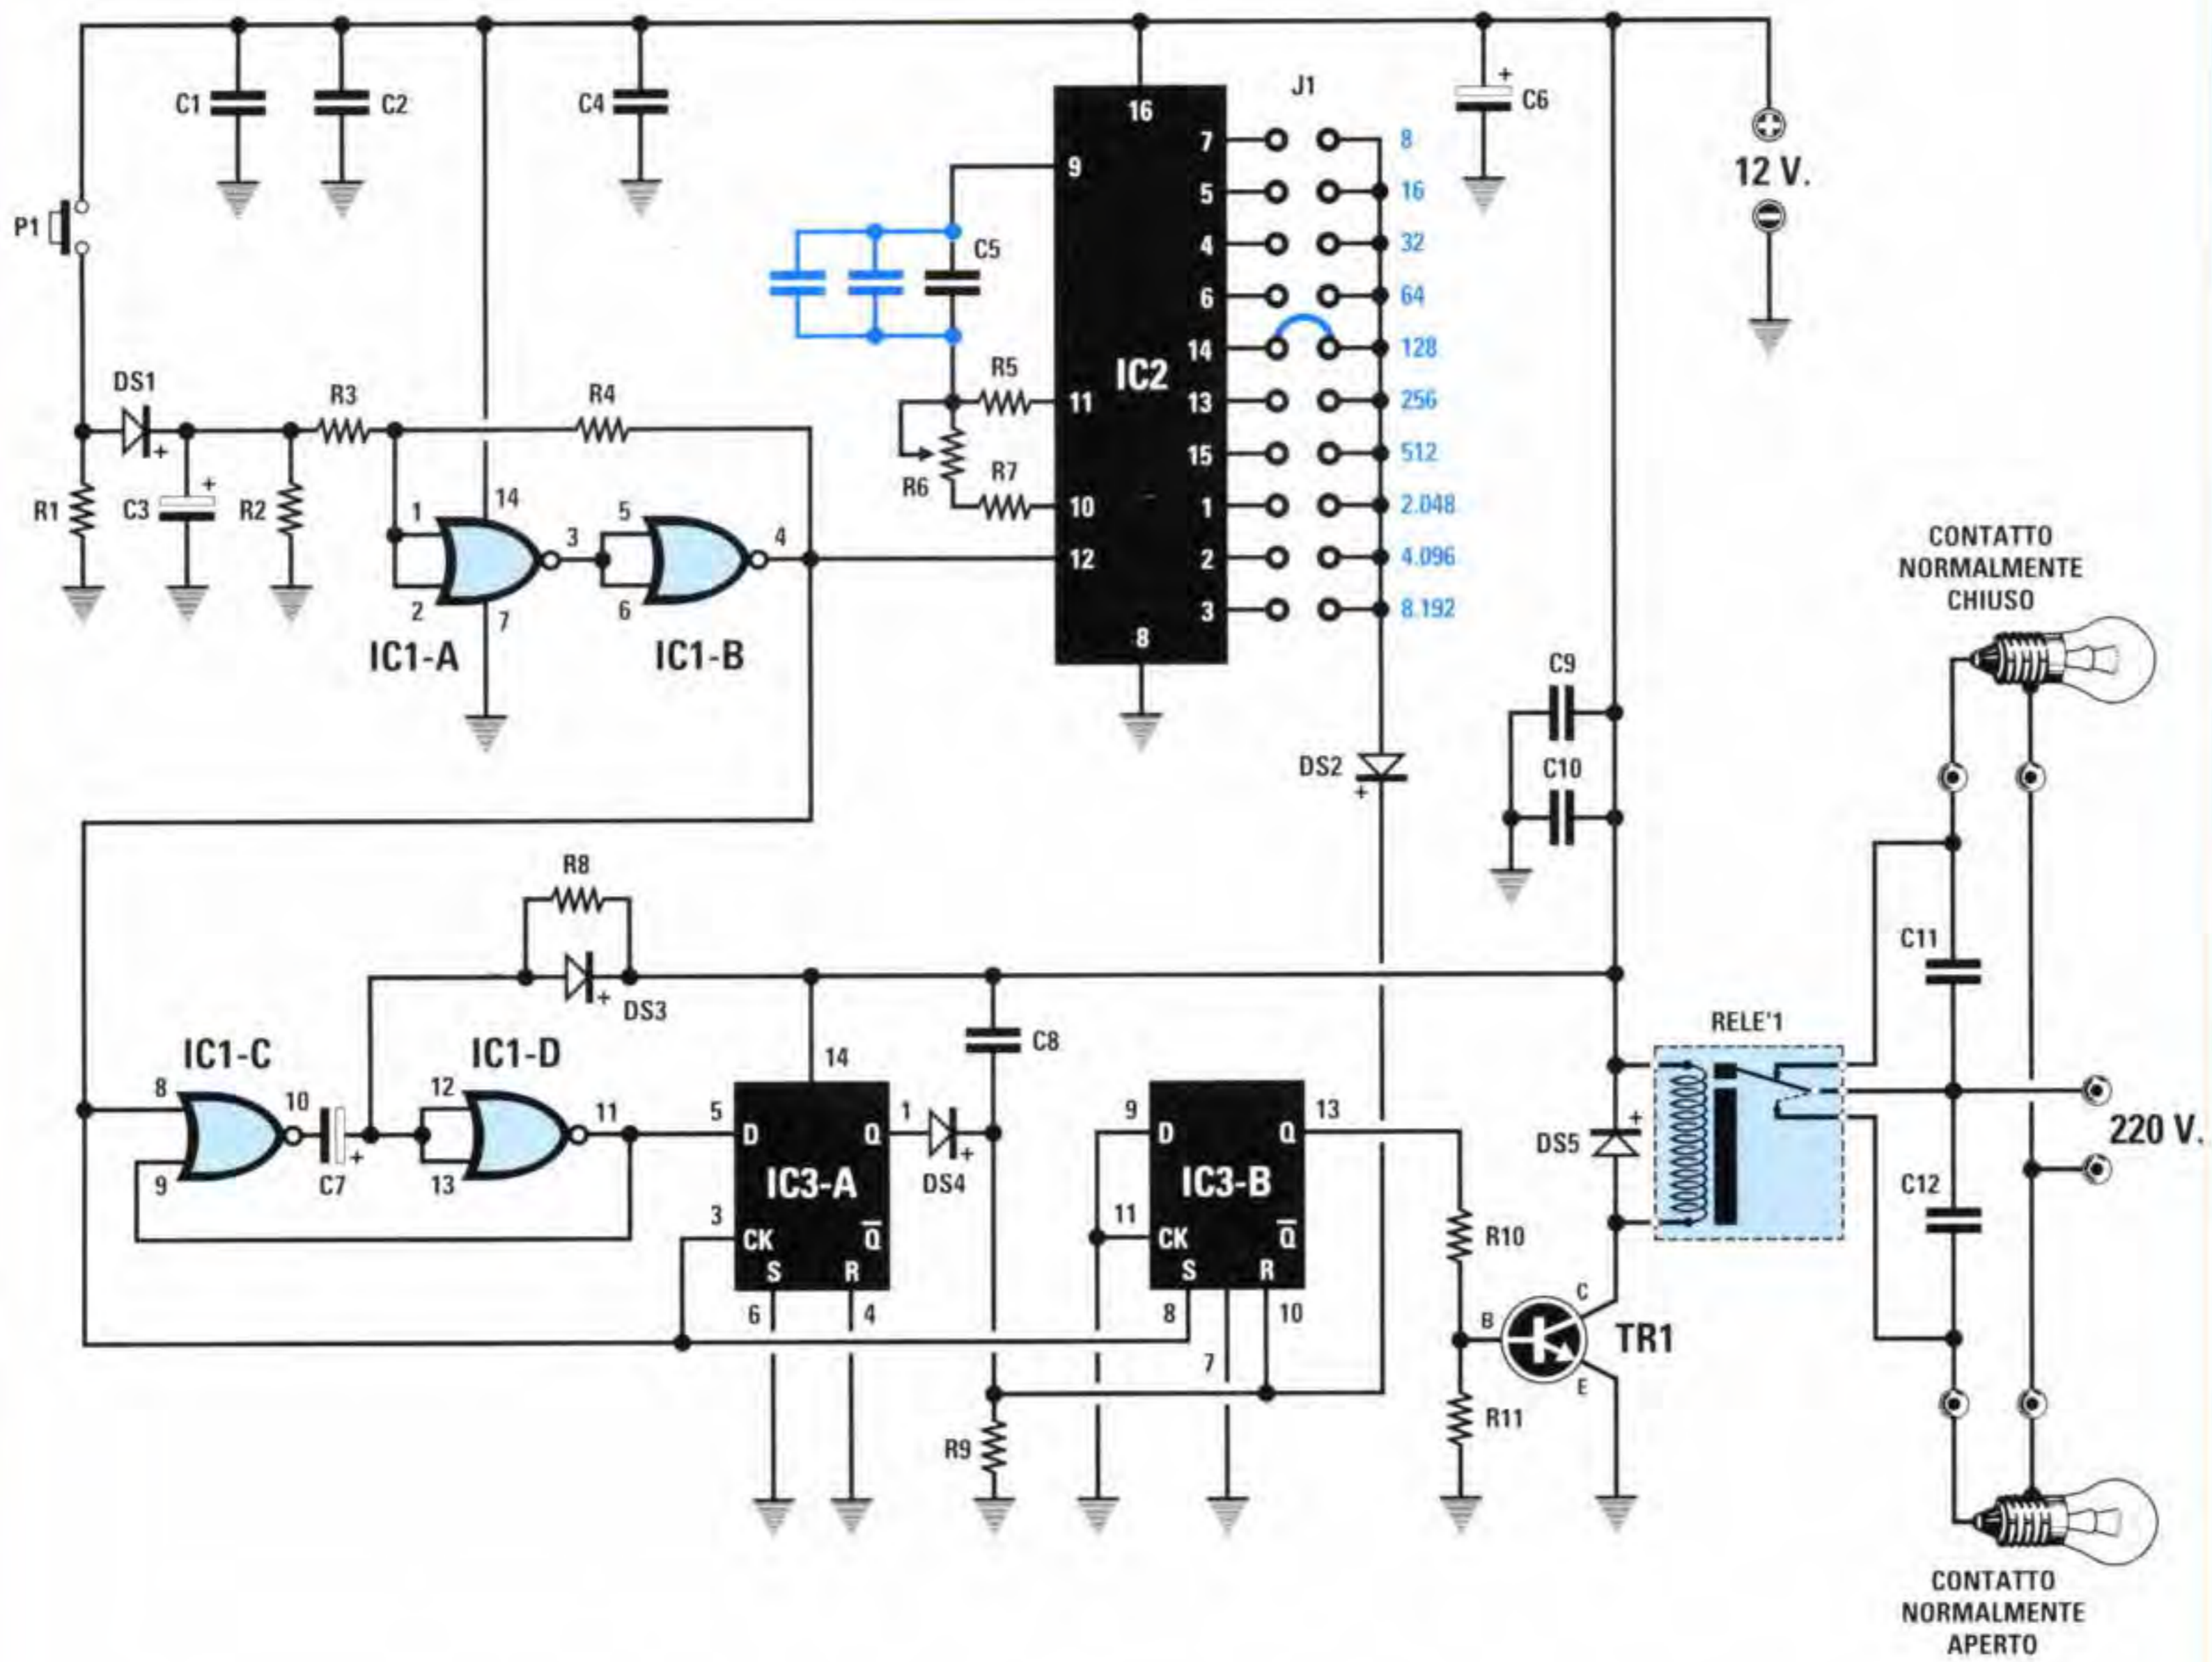 C1
C2
C4
C6
J1
16
9
7
5
4
6
14
13
15
1
2
3
11
10
12
8
IC2
8
16
32
64
128
256
512
2.048
4.096
8.192
12 V.
P1
C5
R5
R6
R7
DS1
+
R3
R4
R1
C3
+
R2
1
2
14
7
3
5
6
4
IC1-A
IC1-B
+
CONTATTO
NORMALMENTE
CHIUSO
C9
C10
DS2
+
R8
DS3
+
C11
RELE'1
IC1-C
IC1-D
8
9
10
C7
+
12
13
11
14
5
D
Q
1
IC3-A
3
CK
Q
S
R
6
4
DS4
+
C8
9
D
Q
13
IC3-B
11
CK
Q
S
R
8
10
7
R9
R10
R11
DS5
+
B
C
E
TR1
C12
220 V.
CONTATTO
NORMALMENTE
APERTO